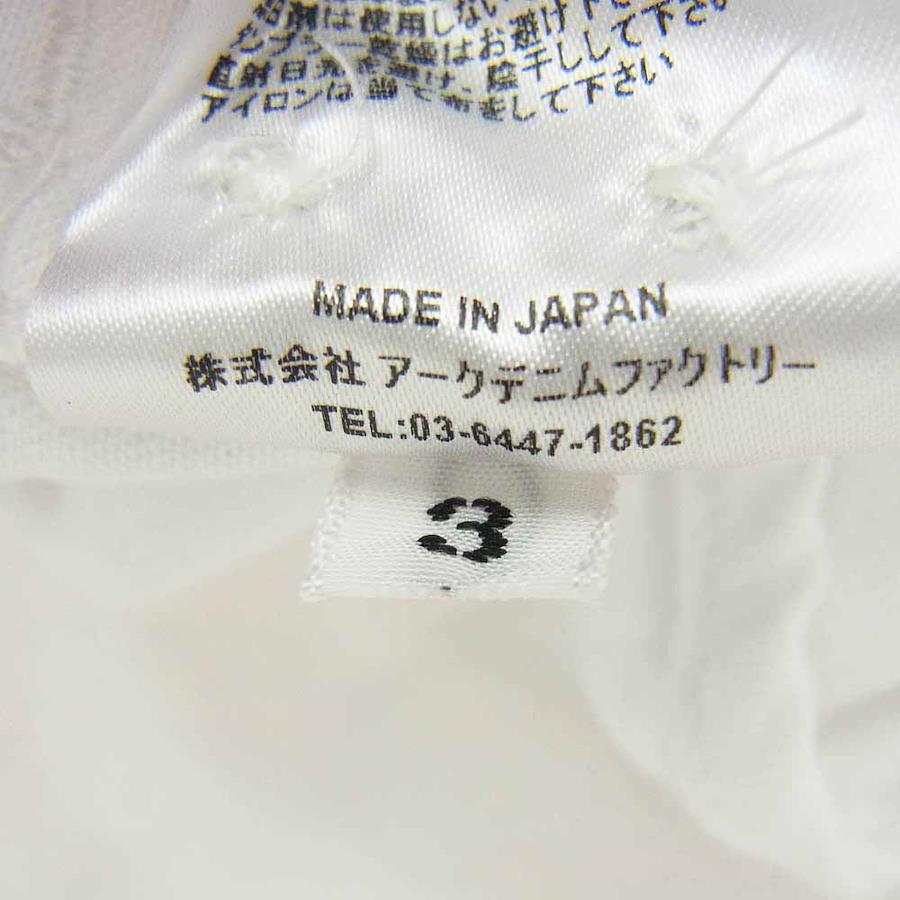 剤は使用しない
タンブラー乾燥はお避け下さい。
直射日光を避け、陰干しして下さい。
アイロンは当て布をして下さい
MADE IN JAPAN
株式会社 アークデニムファクトリー
TEL:03-6447-1862
3